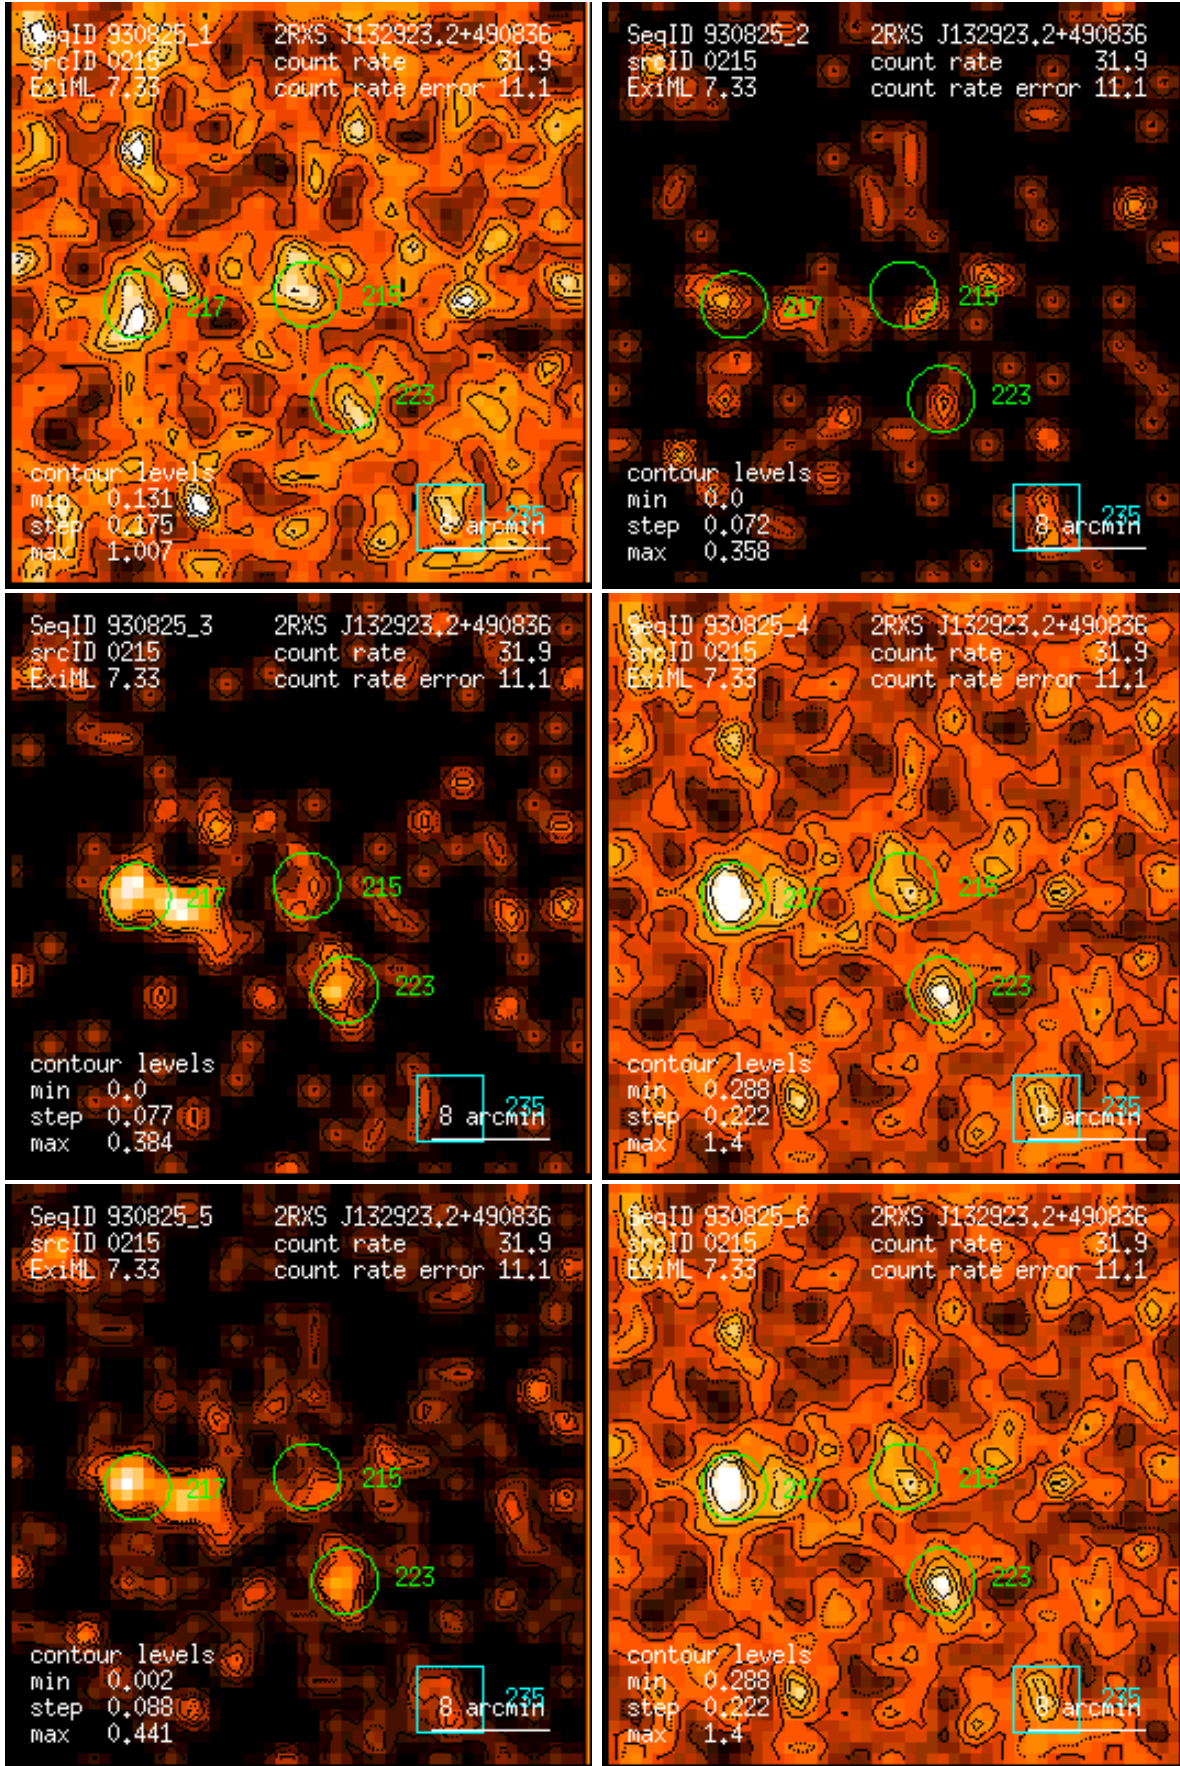 SeqID 930825_1 2RXS J132923.2+490836
srcID 0215 count rate 31.9
ExiML 7.33 count rate error 11.1
215
217
223
contour levels
min 0.131
step 0.175
max 1.007
235
8 arcmin
SeqID 930825_2 2RXS J132923.2+490836
srcID 0215 count rate 31.9
ExiML 7.33 count rate error 11.1
215
217
223
contour levels
min 0.0
step 0.072
max 0.358
235
8 arcmin
SeqID 930825_3 2RXS J132923.2+490836
srcID 0215 count rate 31.9
ExiML 7.33 count rate error 11.1
215
217
223
contour levels
min 0.0
step 0.077
max 0.384
235
8 arcmin
SeqID 930825_4 2RXS J132923.2+490836
srcID 0215 count rate 31.9
ExiML 7.33 count rate error 11.1
215
217
223
contour levels
min 0.288
step 0.222
max 1.4
235
8 arcmin
SeqID 930825_5 2RXS J132923.2+490836
srcID 0215 count rate 31.9
ExiML 7.33 count rate error 11.1
215
217
223
contour levels
min 0.002
step 0.088
max 0.441
235
8 arcmin
SeqID 930825_6 2RXS J132923.2+490836
srcID 0215 count rate 31.9
ExiML 7.33 count rate error 11.1
215
217
223
contour levels
min 0.288
step 0.222
max 1.4
235
8 arcmin